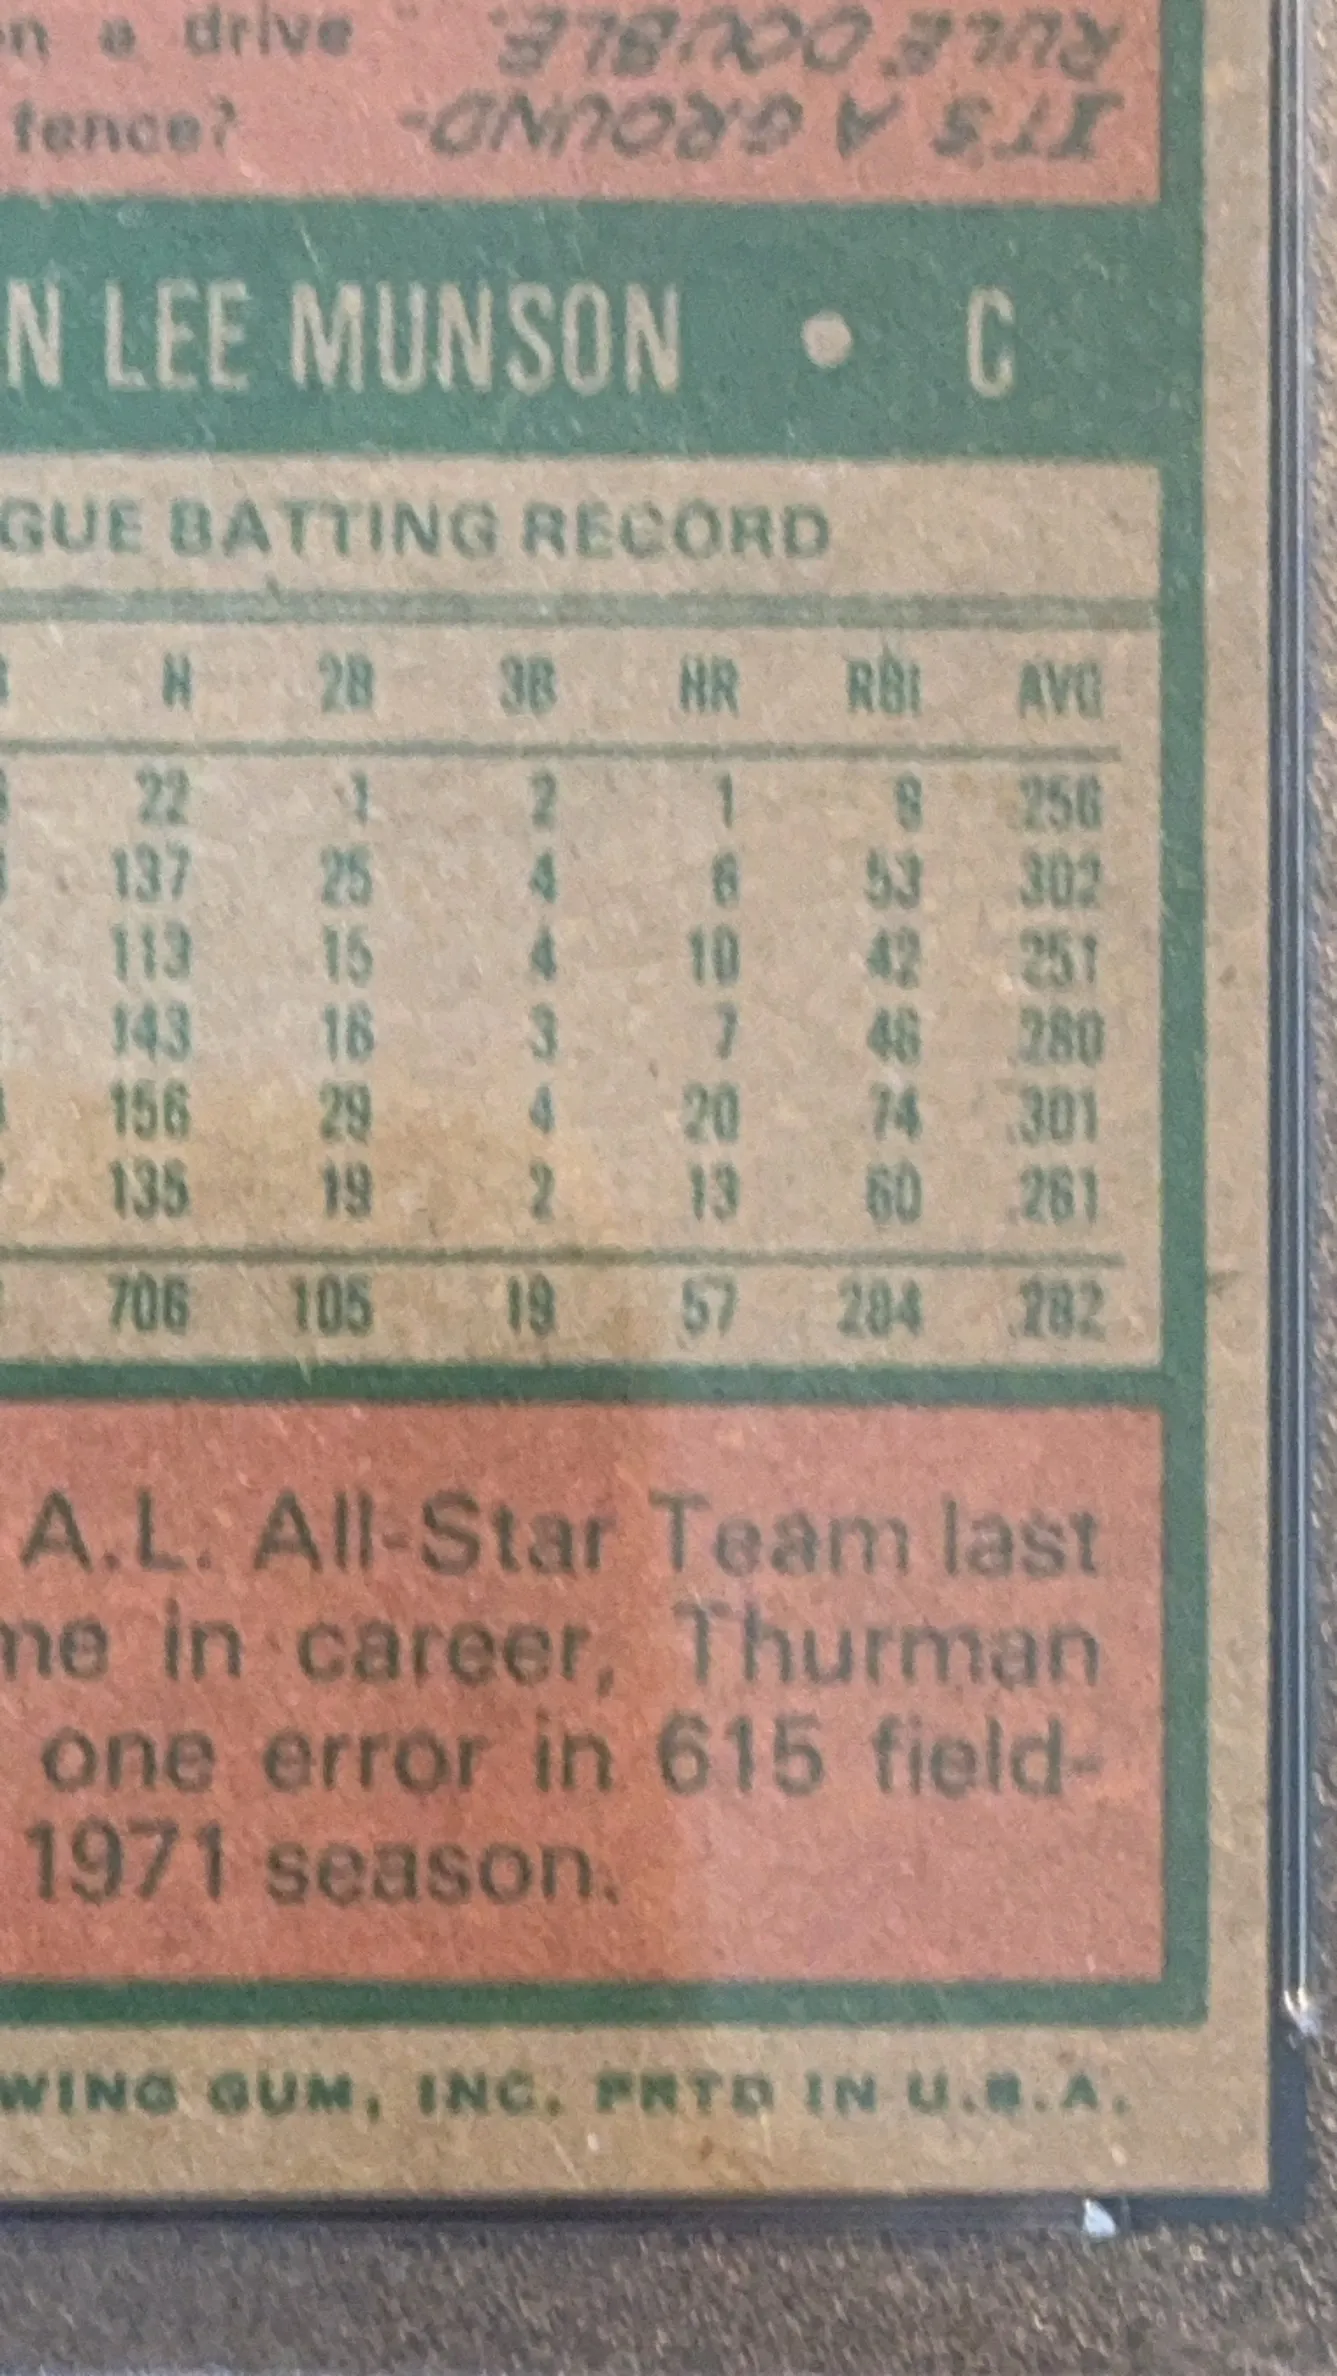 on a drive
fence?
IT'S A GROUND-
RULE DOUBLE.
N LEE MUNSON • C
GUE BATTING RECORD
H 2B 3B HR RBI AVG
22 1 2 1 9 .256
137 25 4 6 53 .302
113 15 4 10 42 .251
143 16 3 7 46 .280
156 29 4 20 74 .301
135 19 2 13 60 .261
706 105 19 57 284 .282
A.L. All-Star Team last
me in career, Thurman
one error in 615 field-
1971 season.
WING GUM, INC. PRTD IN U.S.A.